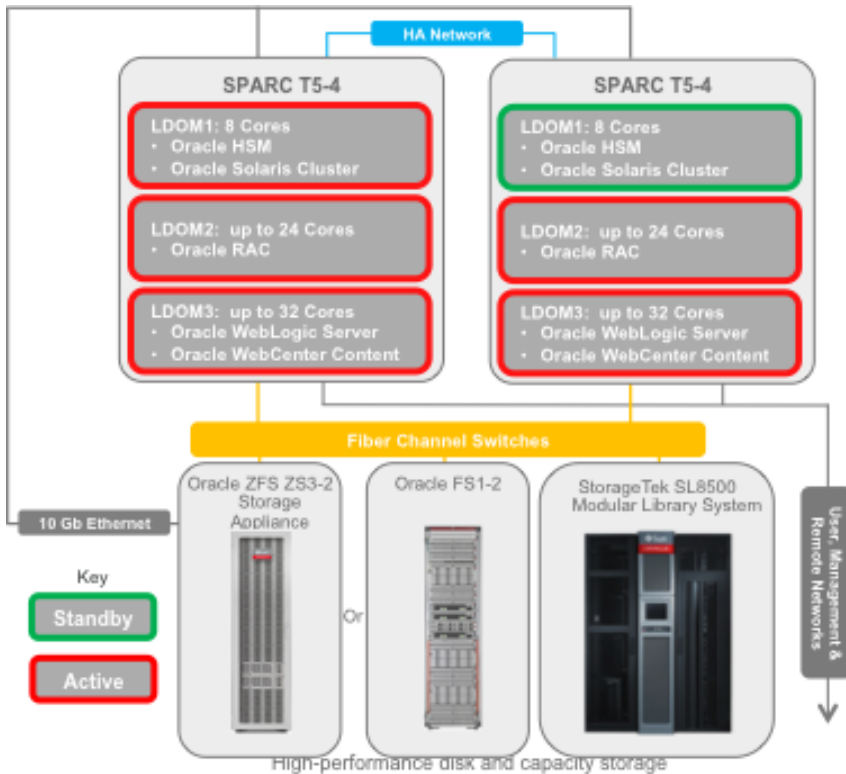 HA Network
SPARC T5-4
LDOM1: 8 Cores
• Oracle HSM
• Oracle Solaris Cluster
LDOM2: up to 24 Cores
• Oracle RAC
LDOM3: up to 32 Cores
• Oracle WebLogic Server
• Oracle WebCenter Content
SPARC T5-4
LDOM1: 8 Cores
• Oracle HSM
• Oracle Solaris Cluster
LDOM2: up to 24 Cores
• Oracle RAC
LDOM3: up to 32 Cores
• Oracle WebLogic Server
• Oracle WebCenter Content
Fiber Channel Switches
Oracle ZFS ZS3-2
Storage
Appliance
Or
Oracle FS1-2
StorageTek SL8500
Modular Library System
10 Gb Ethernet
User, Management &
Remote Networks
Key
Standby
Active
High-performance disk and capacity storage